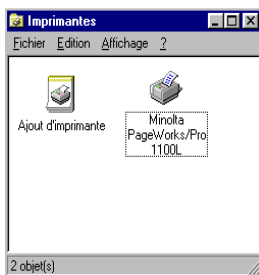 Imprimantes
Fichier Edition Affichage ?
Ajout d'imprimante
Minolta
PageWorks/Pro
1100L
2 objet(s)